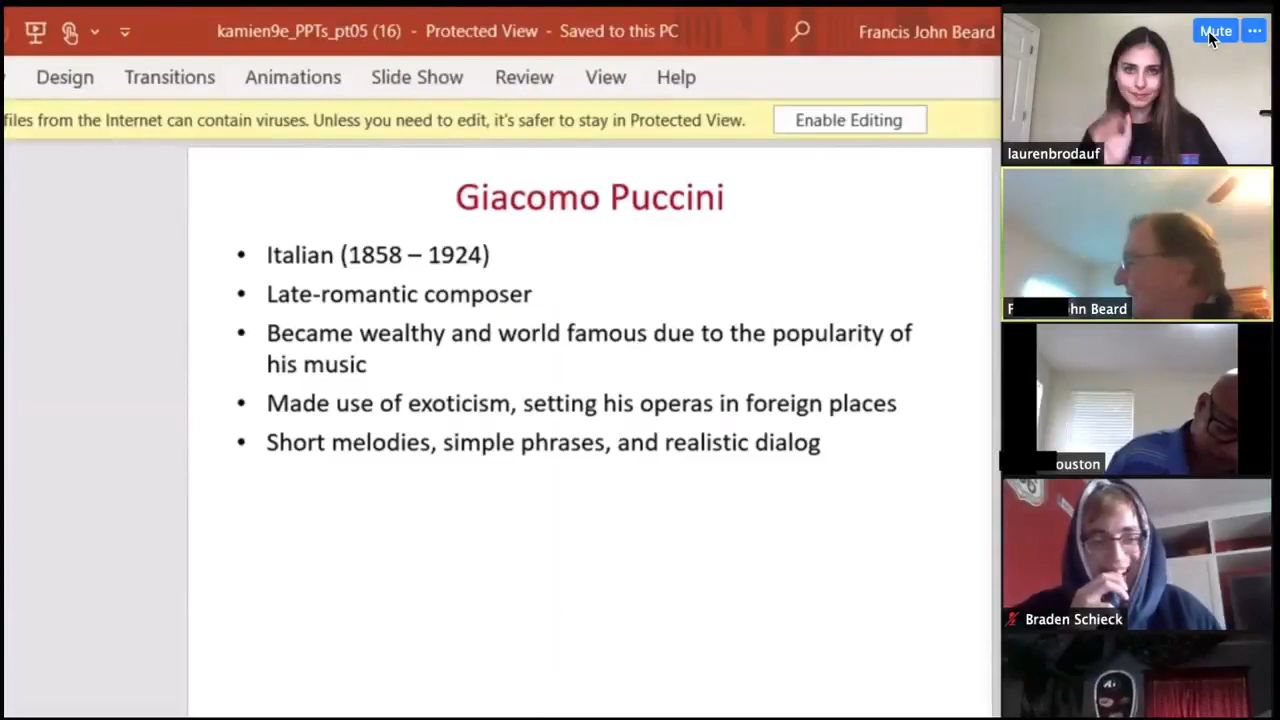 kamien9e_PPTs_pt05 (16) - Protected View - Saved to this PC
Francis John Beard
Design Transitions Animations Slide Show Review View Help
files from the Internet can contain viruses. Unless you need to edit, it's safer to stay in Protected View. Enable Editing
Giacomo Puccini
• Italian (1858 – 1924)
• Late-romantic composer
• Became wealthy and world famous due to the popularity of
his music
• Made use of exoticism, setting his operas in foreign places
• Short melodies, simple phrases, and realistic dialog
Mute
laurenbrodauf
hn Beard
ouston
Braden Schieck